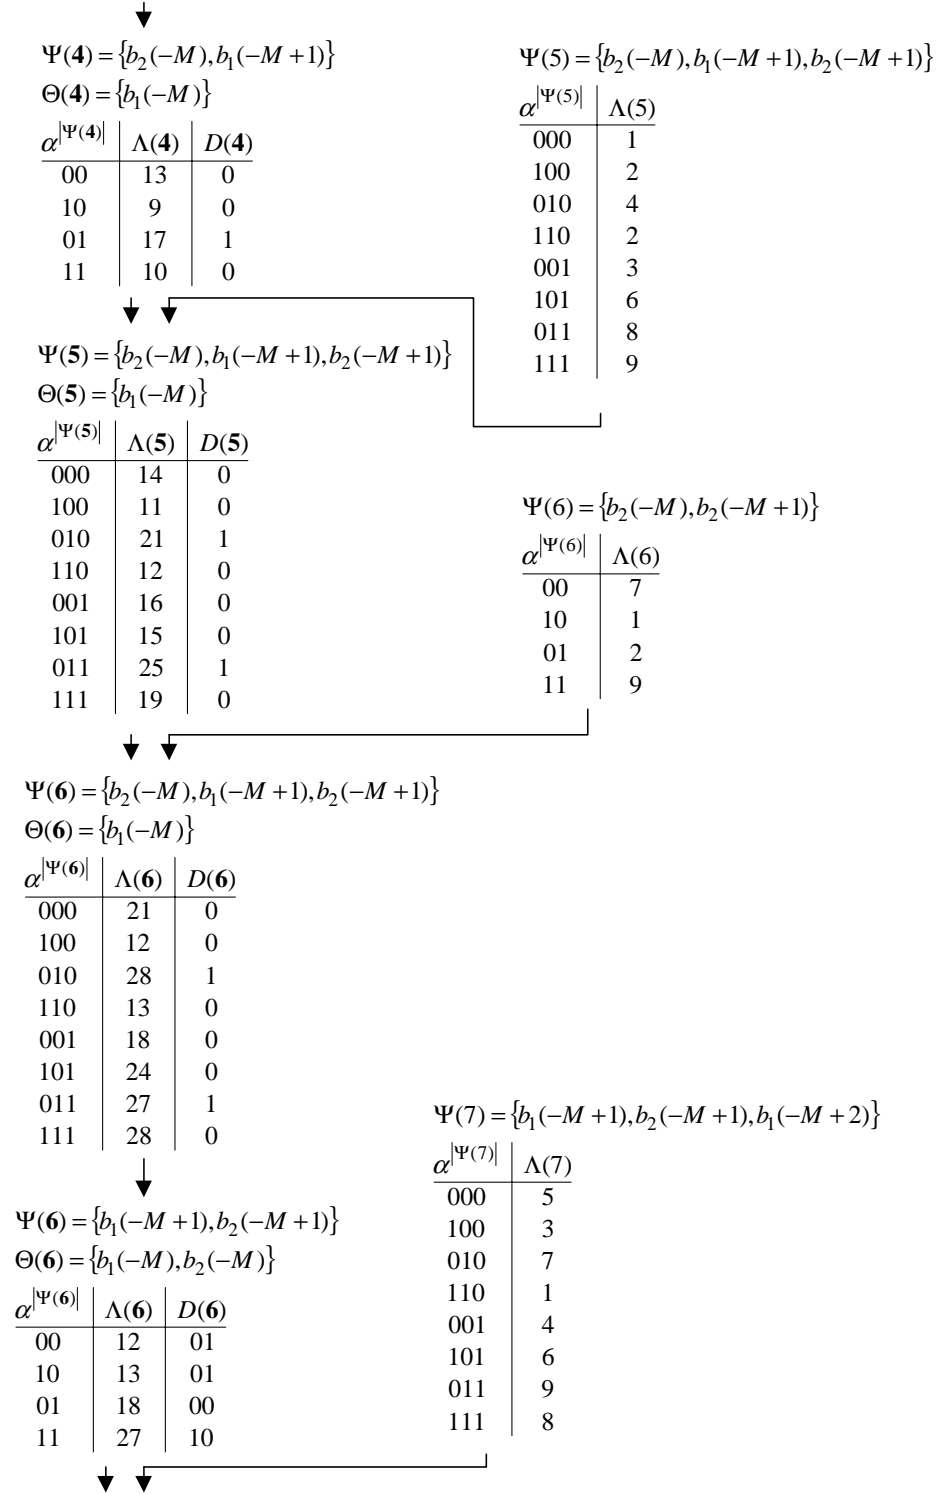 Ψ(4) = {b₂(−M), b₁(−M +1)}
Θ(4) = {b₁(−M)}
α^|Ψ(4)| Λ(4) D(4)
00 13 0
10 9 0
01 17 1
11 10 0
Ψ(5) = {b₂(−M), b₁(−M +1), b₂(−M +1)}
α^|Ψ(5)| Λ(5)
000 1
100 2
010 4
110 2
001 3
101 6
011 8
111 9
Ψ(5) = {b₂(−M), b₁(−M +1), b₂(−M +1)}
Θ(5) = {b₁(−M)}
α^|Ψ(5)| Λ(5) D(5)
000 14 0
100 11 0
010 21 1
110 12 0
001 16 0
101 15 0
011 25 1
111 19 0
Ψ(6) = {b₂(−M), b₂(−M +1)}
α^|Ψ(6)| Λ(6)
00 7
10 1
01 2
11 9
Ψ(6) = {b₂(−M), b₁(−M +1), b₂(−M +1)}
Θ(6) = {b₁(−M)}
α^|Ψ(6)| Λ(6) D(6)
000 21 0
100 12 0
010 28 1
110 13 0
001 18 0
101 24 0
011 27 1
111 28 0
Ψ(6) = {b₁(−M +1), b₂(−M +1)}
Θ(6) = {b₁(−M), b₂(−M)}
α^|Ψ(6)| Λ(6) D(6)
00 12 01
10 13 01
01 18 00
11 27 10
Ψ(7) = {b₁(−M +1), b₂(−M +1), b₁(−M + 2)}
α^|Ψ(7)| Λ(7)
000 5
100 3
010 7
110 1
001 4
101 6
011 9
111 8